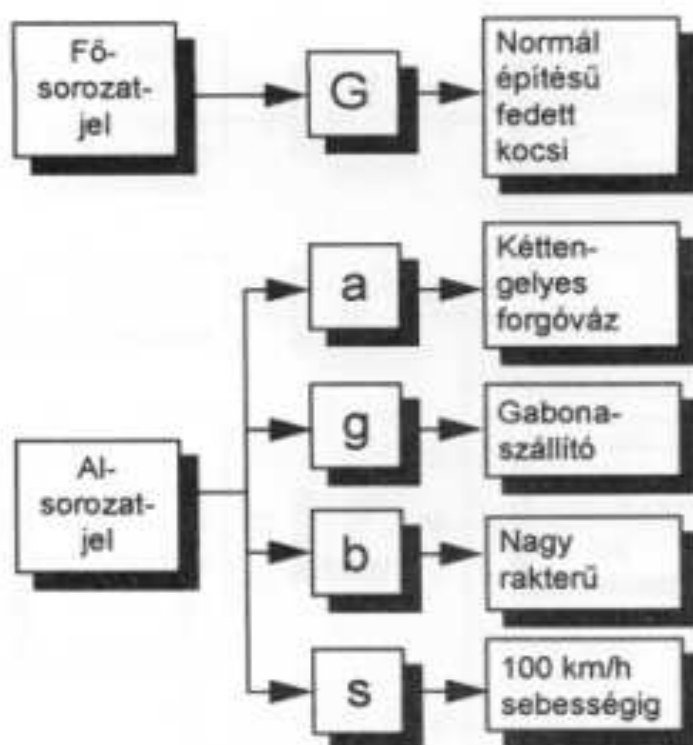 Fő-
sorozat-
jel
G
Normál
építésű
fedett
kocsi
Al-
sorozat-
jel
a
Kétten-
gelyes
forgóváz
g
Gabona-
szállító
b
Nagy
rakterű
s
100 km/h
sebességig